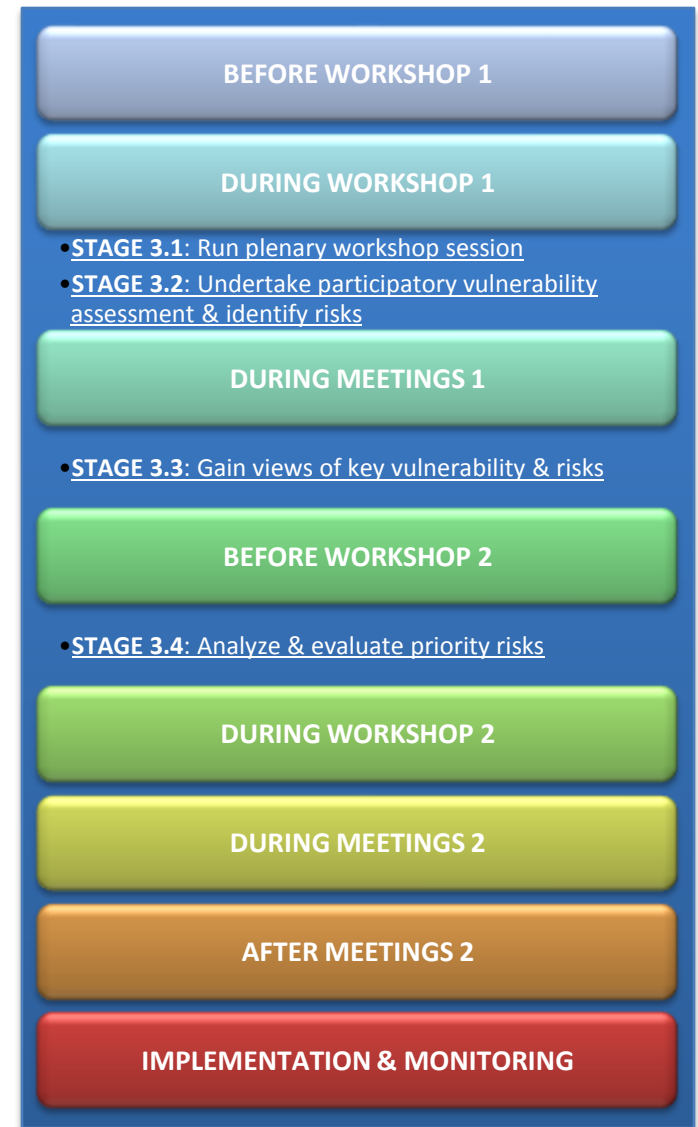 BEFORE WORKSHOP 1
DURING WORKSHOP 1
•STAGE 3.1: Run plenary workshop session
•STAGE 3.2: Undertake participatory vulnerability
assessment & identify risks
DURING MEETINGS 1
•STAGE 3.3: Gain views of key vulnerability & risks
BEFORE WORKSHOP 2
•STAGE 3.4: Analyze & evaluate priority risks
DURING WORKSHOP 2
DURING MEETINGS 2
AFTER MEETINGS 2
IMPLEMENTATION & MONITORING